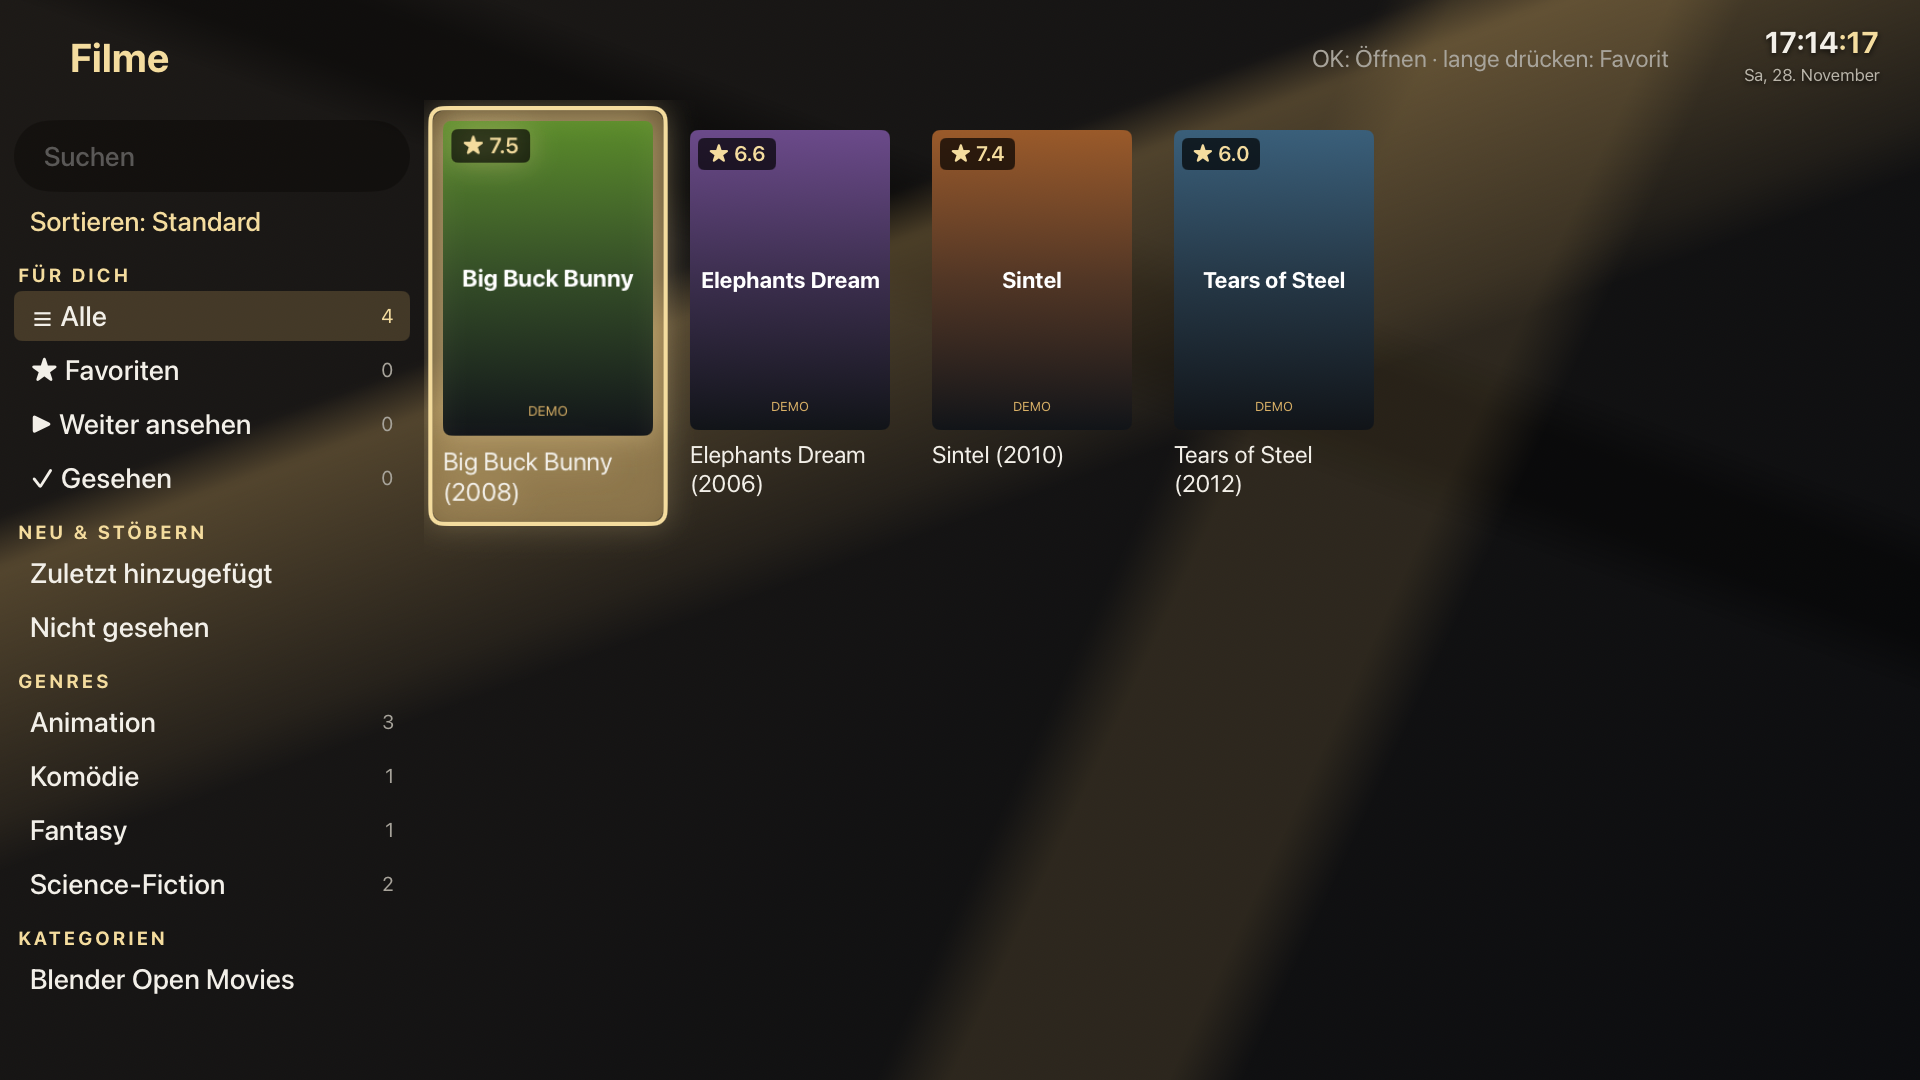 Filme
OK: Öffnen · lange drücken: Favorit
17:14:17
Sa, 28. November
Suchen
Sortieren: Standard
FÜR DICH
Alle 4
Favoriten 0
Weiter ansehen 0
Gesehen 0
NEU & STÖBERN
Zuletzt hinzugefügt
Nicht gesehen
GENRES
Animation 3
Komödie 1
Fantasy 1
Science-Fiction 2
KATEGORIEN
Blender Open Movies
7.5
Big Buck Bunny
DEMO
Big Buck Bunny
(2008)
6.6
Elephants Dream
DEMO
Elephants Dream
(2006)
7.4
Sintel
DEMO
Sintel (2010)
6.0
Tears of Steel
DEMO
Tears of Steel
(2012)